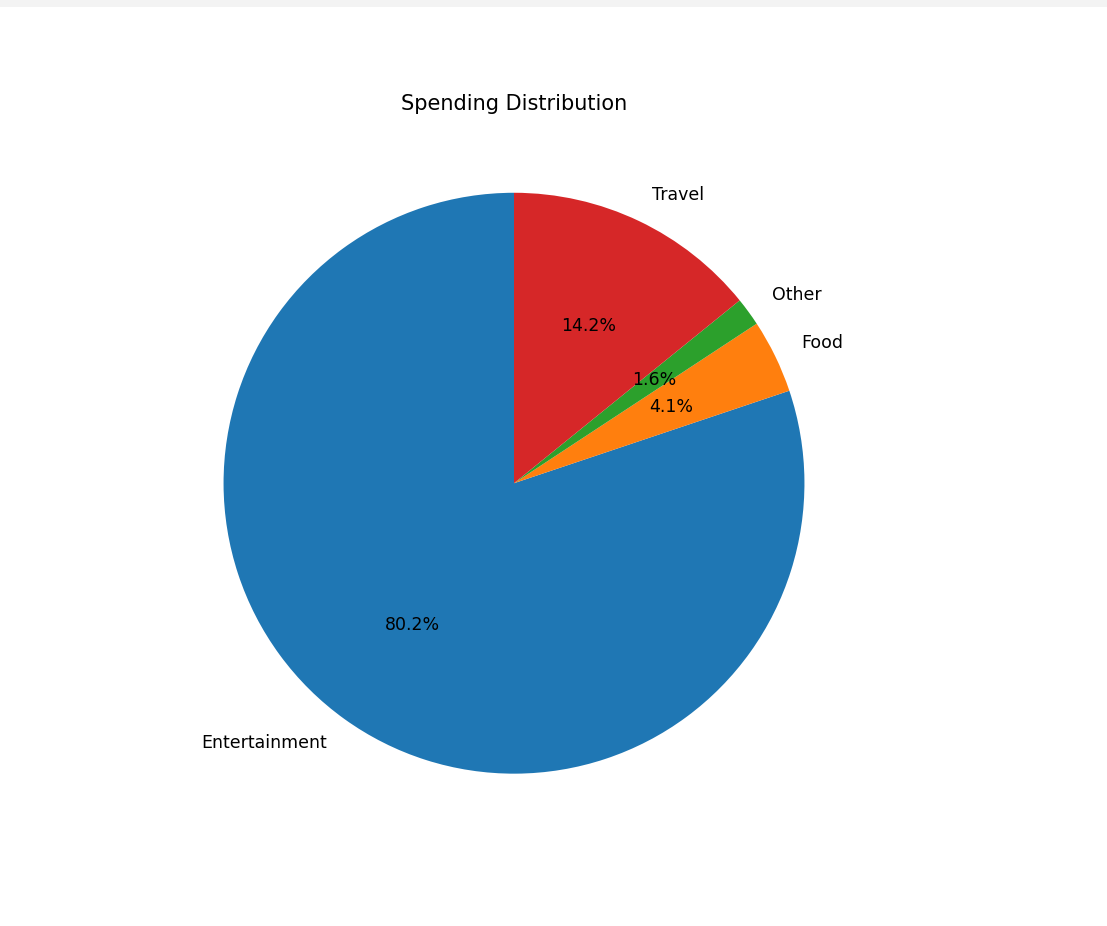 Spending Distribution
Travel
Other
14.2%
Food
1.6%
4.1%
80.2%
Entertainment